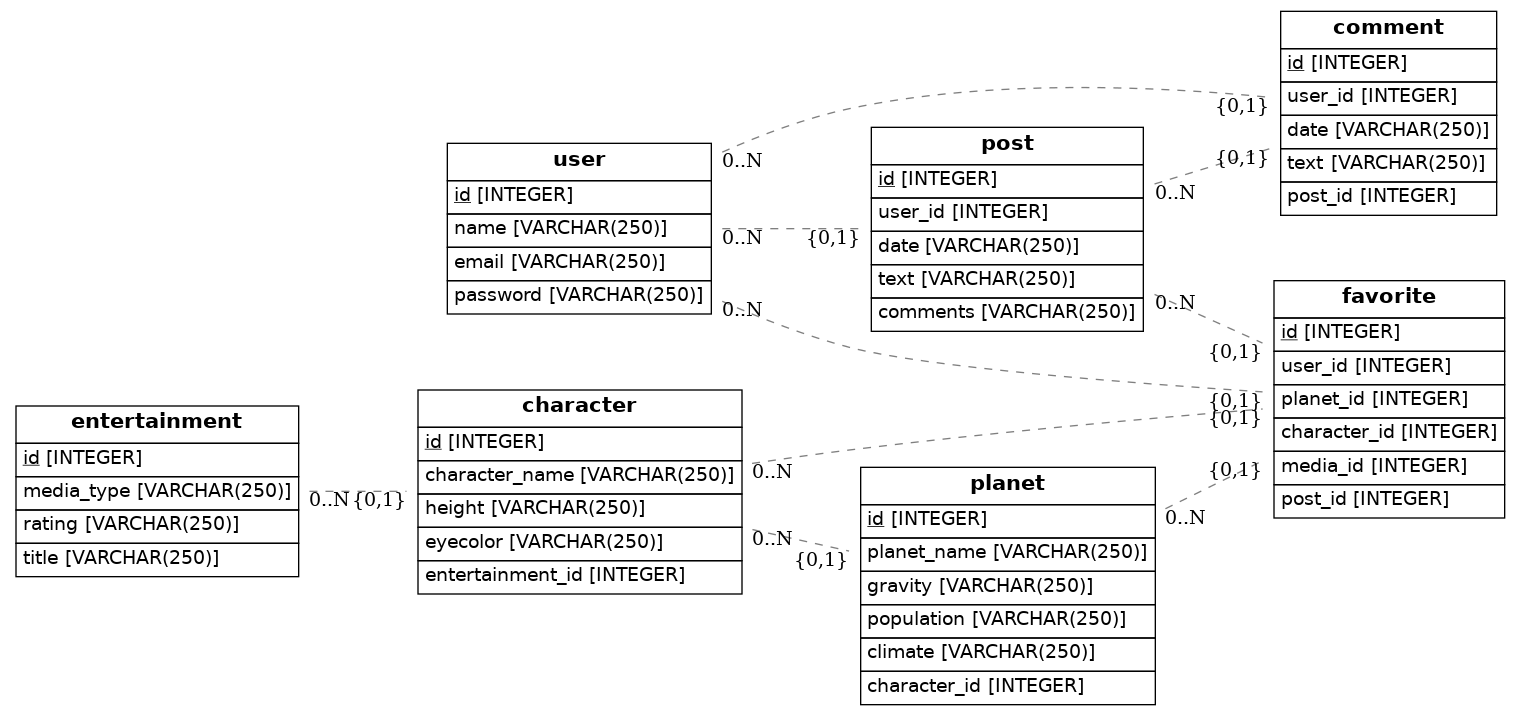 comment
id [INTEGER]
user_id [INTEGER]
date [VARCHAR(250)]
text [VARCHAR(250)]
post_id [INTEGER]
{0,1}
{0,1}
post
id [INTEGER]
user_id [INTEGER]
date [VARCHAR(250)]
text [VARCHAR(250)]
comments [VARCHAR(250)]
0..N
0..N
{0,1}
user
id [INTEGER]
name [VARCHAR(250)]
email [VARCHAR(250)]
password [VARCHAR(250)]
0..N
0..N
0..N
favorite
id [INTEGER]
user_id [INTEGER]
planet_id [INTEGER]
character_id [INTEGER]
media_id [INTEGER]
post_id [INTEGER]
{0,1}
{0,1}
{0,1}
{0,1}
character
id [INTEGER]
character_name [VARCHAR(250)]
height [VARCHAR(250)]
eyecolor [VARCHAR(250)]
entertainment_id [INTEGER]
0..N
0..N
entertainment
id [INTEGER]
media_type [VARCHAR(250)]
rating [VARCHAR(250)]
title [VARCHAR(250)]
0..N {0,1}
planet
id [INTEGER]
planet_name [VARCHAR(250)]
gravity [VARCHAR(250)]
population [VARCHAR(250)]
climate [VARCHAR(250)]
character_id [INTEGER]
0..N
{0,1}